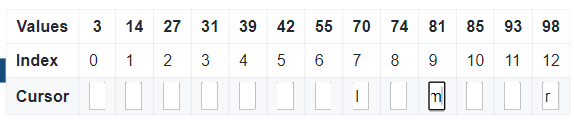 Values 3 14 27 31 39 42 55 70 74 81 85 93 98
Index 0 1 2 3 4 5 6 7 8 9 10 11 12
Cursor l m r